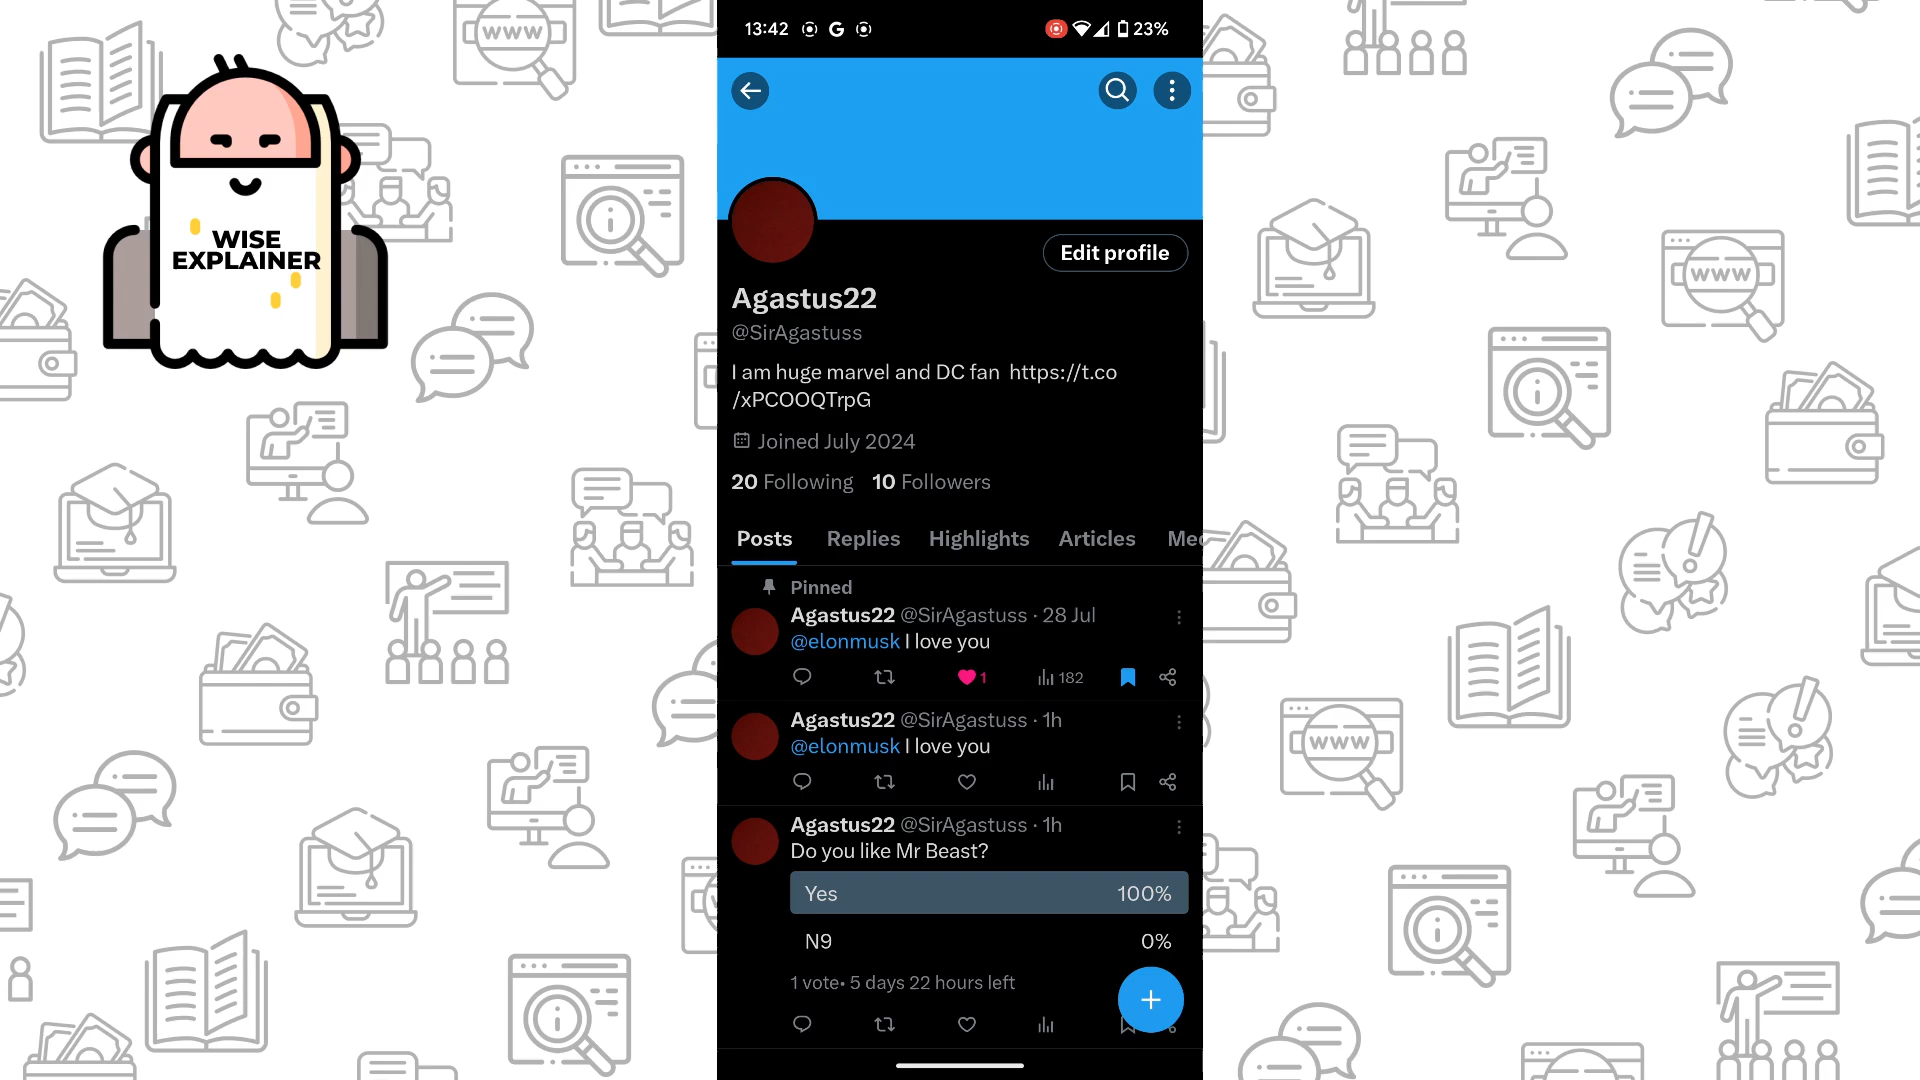 WISE
EXPLAINER
13:42
23%
Edit profile
Agastus22
@SirAgastuss
I am huge marvel and DC fan https://t.co
/xPCOOQTrpG
Joined July 2024
20 Following 10 Followers
Posts Replies Highlights Articles Med
Pinned
Agastus22 @SirAgastuss · 28 Jul
@elonmusk I love you
1 182
Agastus22 @SirAgastuss · 1h
@elonmusk I love you
Agastus22 @SirAgastuss · 1h
Do you like Mr Beast?
Yes 100%
N9 0%
1 vote• 5 days 22 hours left
WWW
WWW
WWW